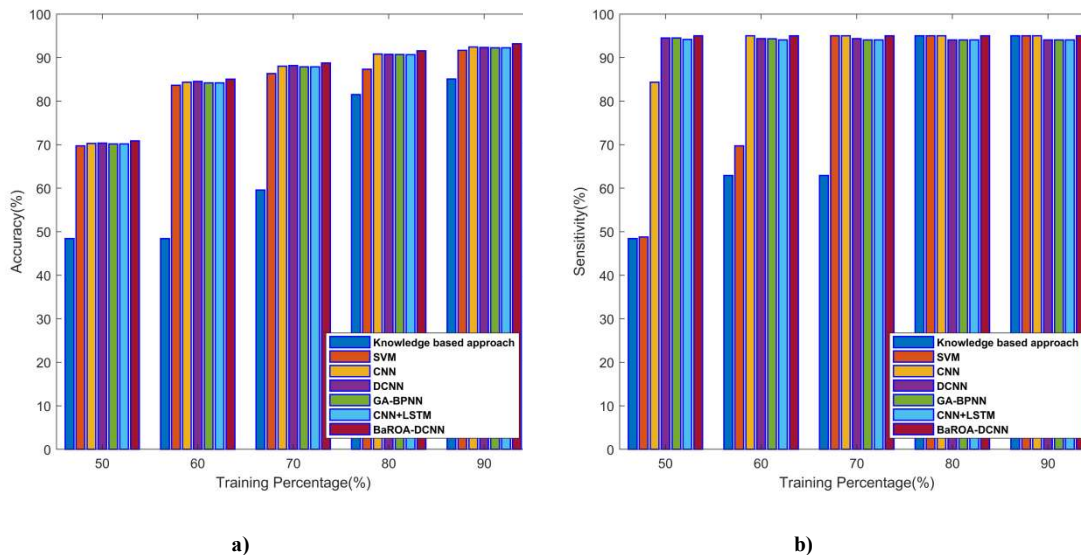 100
90
80
70
60
50
40
30
20
10
0
Accuracy(%)
50 60 70 80 90
Training Percentage(%)
Knowledge based approach
SVM
CNN
DCNN
GA-BPNN
CNN+LSTM
BaROA-DCNN
a)
100
90
80
70
60
50
40
30
20
10
0
Sensitivity(%)
50 60 70 80 90
Training Percentage(%)
Knowledge based approach
SVM
CNN
DCNN
GA-BPNN
CNN+LSTM
BaROA-DCNN
b)